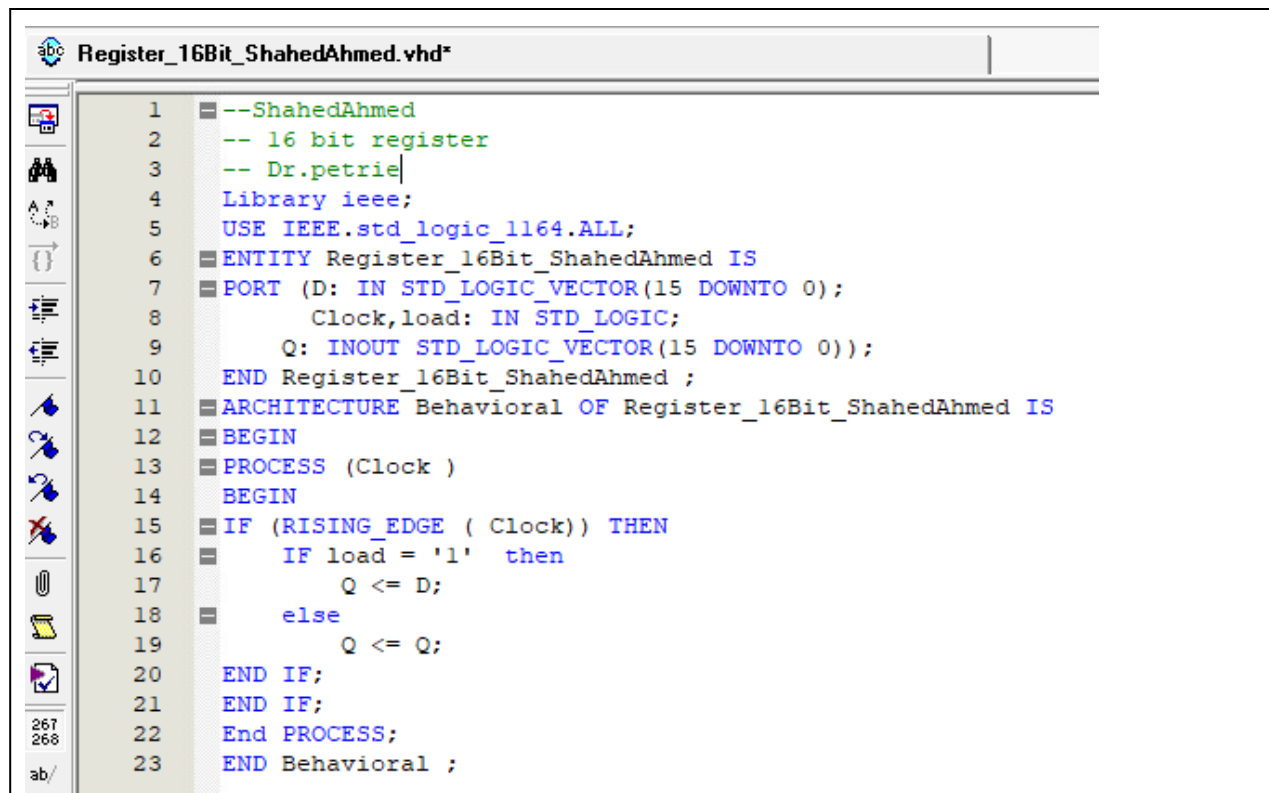 Register_16Bit_ShahedAhmed.vhd*
1 --ShahedAhmed
2 -- 16 bit register
3 -- Dr.petrie
4 Library ieee;
5 USE IEEE.std_logic_1164.ALL;
6 ENTITY Register_16Bit_ShahedAhmed IS
7 PORT (D: IN STD_LOGIC_VECTOR(15 DOWNTO 0);
8 Clock,load: IN STD_LOGIC;
9 Q: INOUT STD_LOGIC_VECTOR(15 DOWNTO 0));
10 END Register_16Bit_ShahedAhmed ;
11 ARCHITECTURE Behavioral OF Register_16Bit_ShahedAhmed IS
12 BEGIN
13 PROCESS (Clock )
14 BEGIN
15 IF (RISING_EDGE ( Clock)) THEN
16 IF load = '1' then
17 Q <= D;
18 else
19 Q <= Q;
20 END IF;
21 END IF;
22 End PROCESS;
23 END Behavioral ;
abc
A
B
{}
267
268
ab/